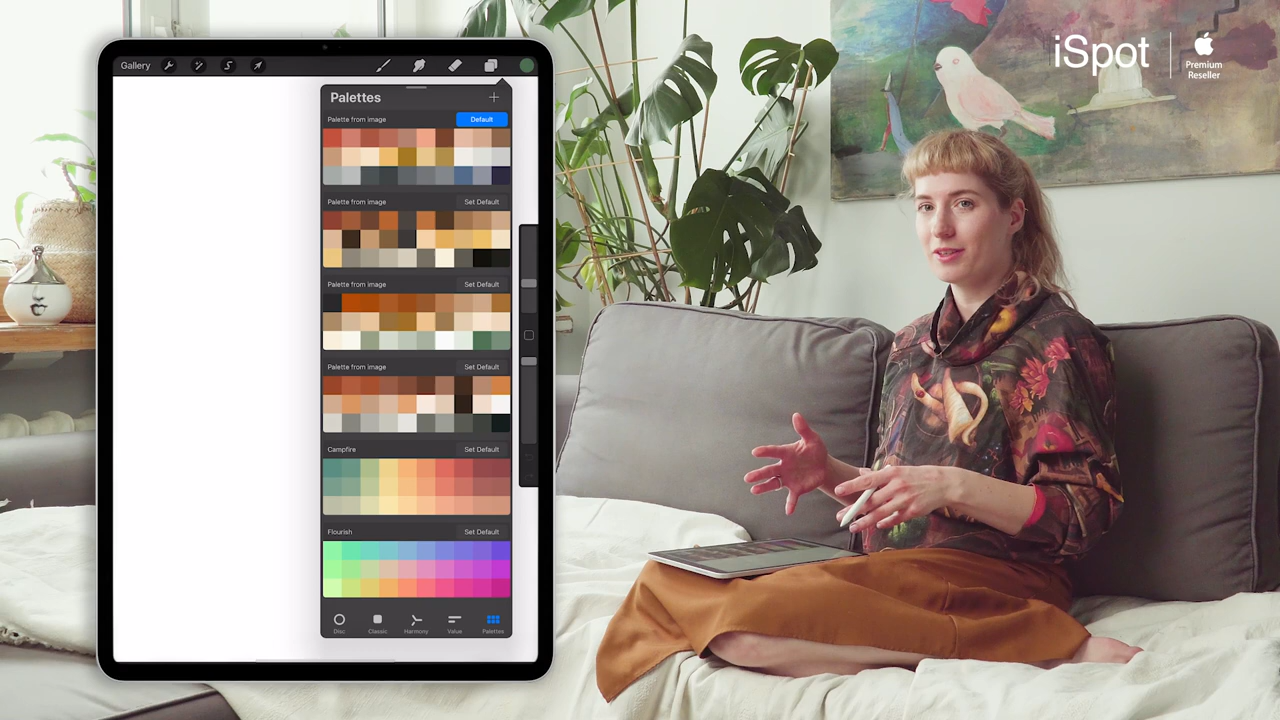 Gallery
Palettes
Palette from image
Default
Palette from image
Set Default
Palette from image
Set Default
Palette from image
Set Default
Campfire
Set Default
Flourish
Set Default
Disc
Classic
Harmony
Value
Palettes
iSpot
Premium
Reseller